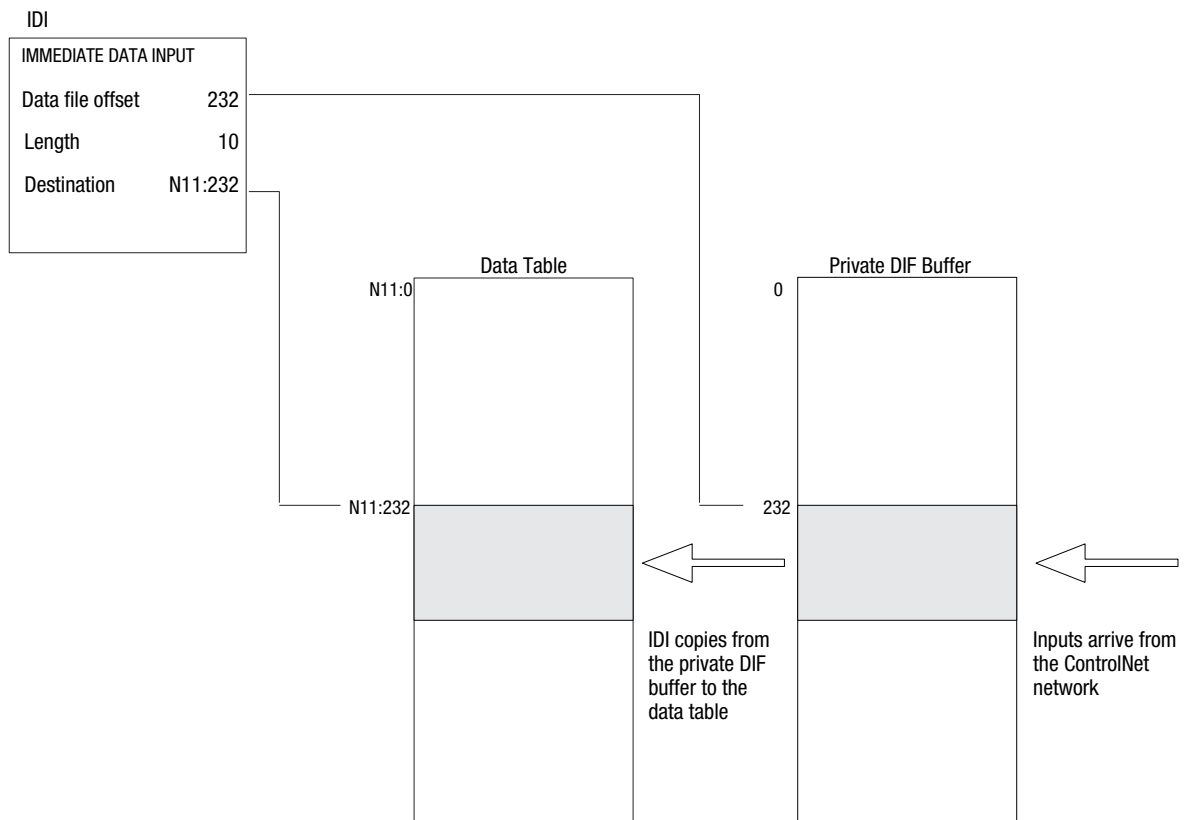 IDI
IMMEDIATE DATA INPUT
Data file offset 232
Length 10
Destination N11:232
Data Table
Private DIF Buffer
N11:0
0
N11:232
232
IDI copies from
the private DIF
buffer to the
data table
Inputs arrive from
the ControlNet
network